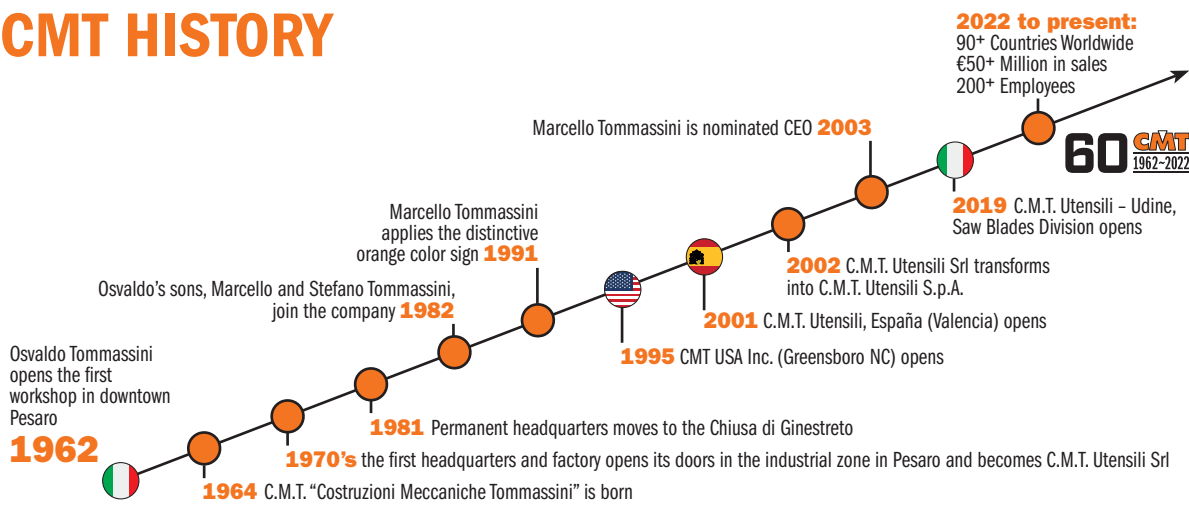 CMT HISTORY
Osvaldo Tommassini
opens the first
workshop in downtown
Pesaro
1962
1964 C.M.T. “Costruzioni Meccaniche Tommassini” is born
1970’s the first headquarters and factory opens its doors in the industrial zone in Pesaro and becomes C.M.T. Utensili Srl
1981 Permanent headquarters moves to the Chiusa di Ginestreto
Osvaldo’s sons, Marcello and Stefano Tommassini,
join the company 1982
Marcello Tommassini
applies the distinctive
orange color sign 1991
1995 CMT USA Inc. (Greensboro NC) opens
2001 C.M.T. Utensili, España (Valencia) opens
2002 C.M.T. Utensili Srl transforms
into C.M.T. Utensili S.p.A.
Marcello Tommassini is nominated CEO 2003
2019 C.M.T. Utensili – Udine,
Saw Blades Division opens
2022 to present:
90+ Countries Worldwide
€50+ Million in sales
200+ Employees
60 CMT
1962~2022